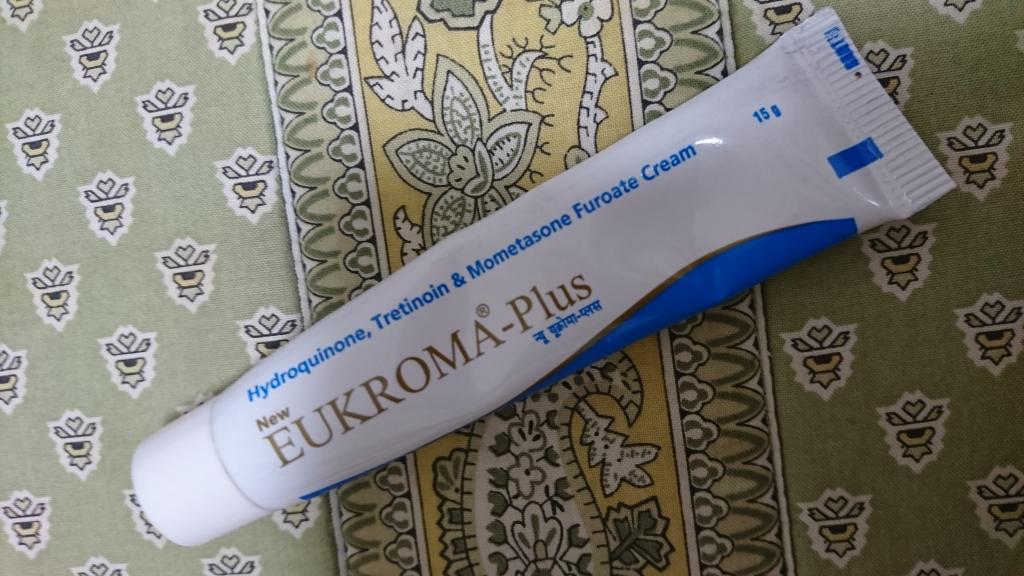 15 g
Hydroquinone, Tretinoin & Mometasone Furoate Cream
New
EUKROMA®-Plus
न्यू यूक्रोमा-प्लस